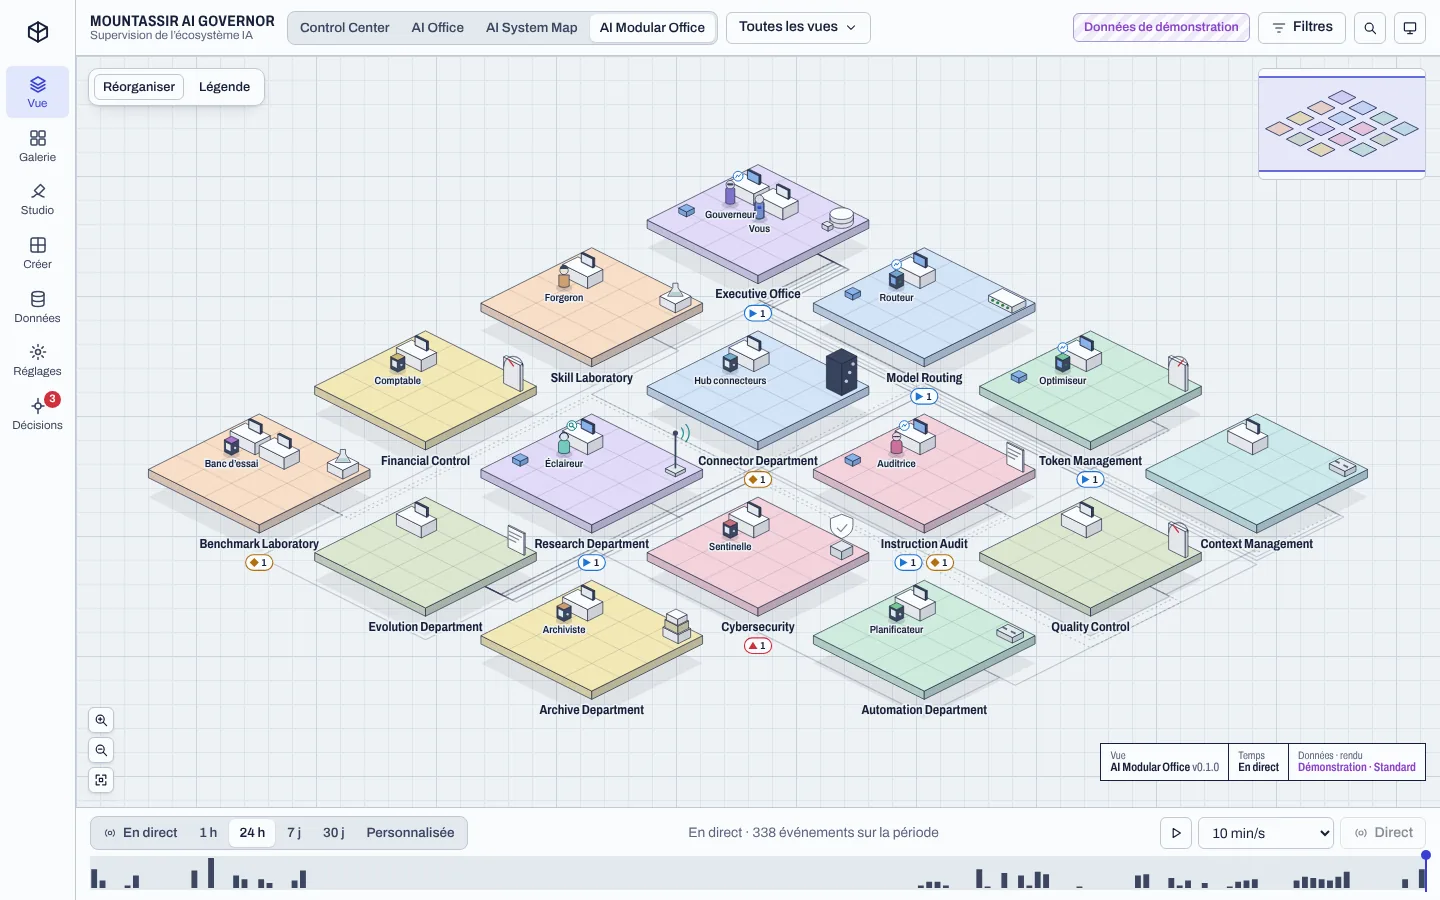 MOUNTASSIR AI GOVERNOR
Supervision de l'écosystème IA
Control Center
AI Office
AI System Map
AI Modular Office
Toutes les vues
Données de démonstration
Filtres
Vue
Galerie
Studio
Créer
Données
Réglages
3
Décisions
Réorganiser
Légende
Gouverneur
Vous
Executive Office
1
Forgeron
Skill Laboratory
Routeur
Model Routing
1
Comptable
Financial Control
Hub connecteurs
Connector Department
1
Optimiseur
Token Management
1
Banc d'essai
Benchmark Laboratory
1
Éclaireur
Research Department
1
Auditrice
Instruction Audit
1
1
Context Management
Evolution Department
Sentinelle
Cybersecurity
1
Quality Control
Archiviste
Archive Department
Planificateur
Automation Department
Vue
AI Modular Office v0.1.0
Temps
En direct
Données · rendu
Démonstration · Standard
En direct
1 h
24 h
7 j
30 j
Personnalisée
En direct · 338 événements sur la période
10 min/s
Direct